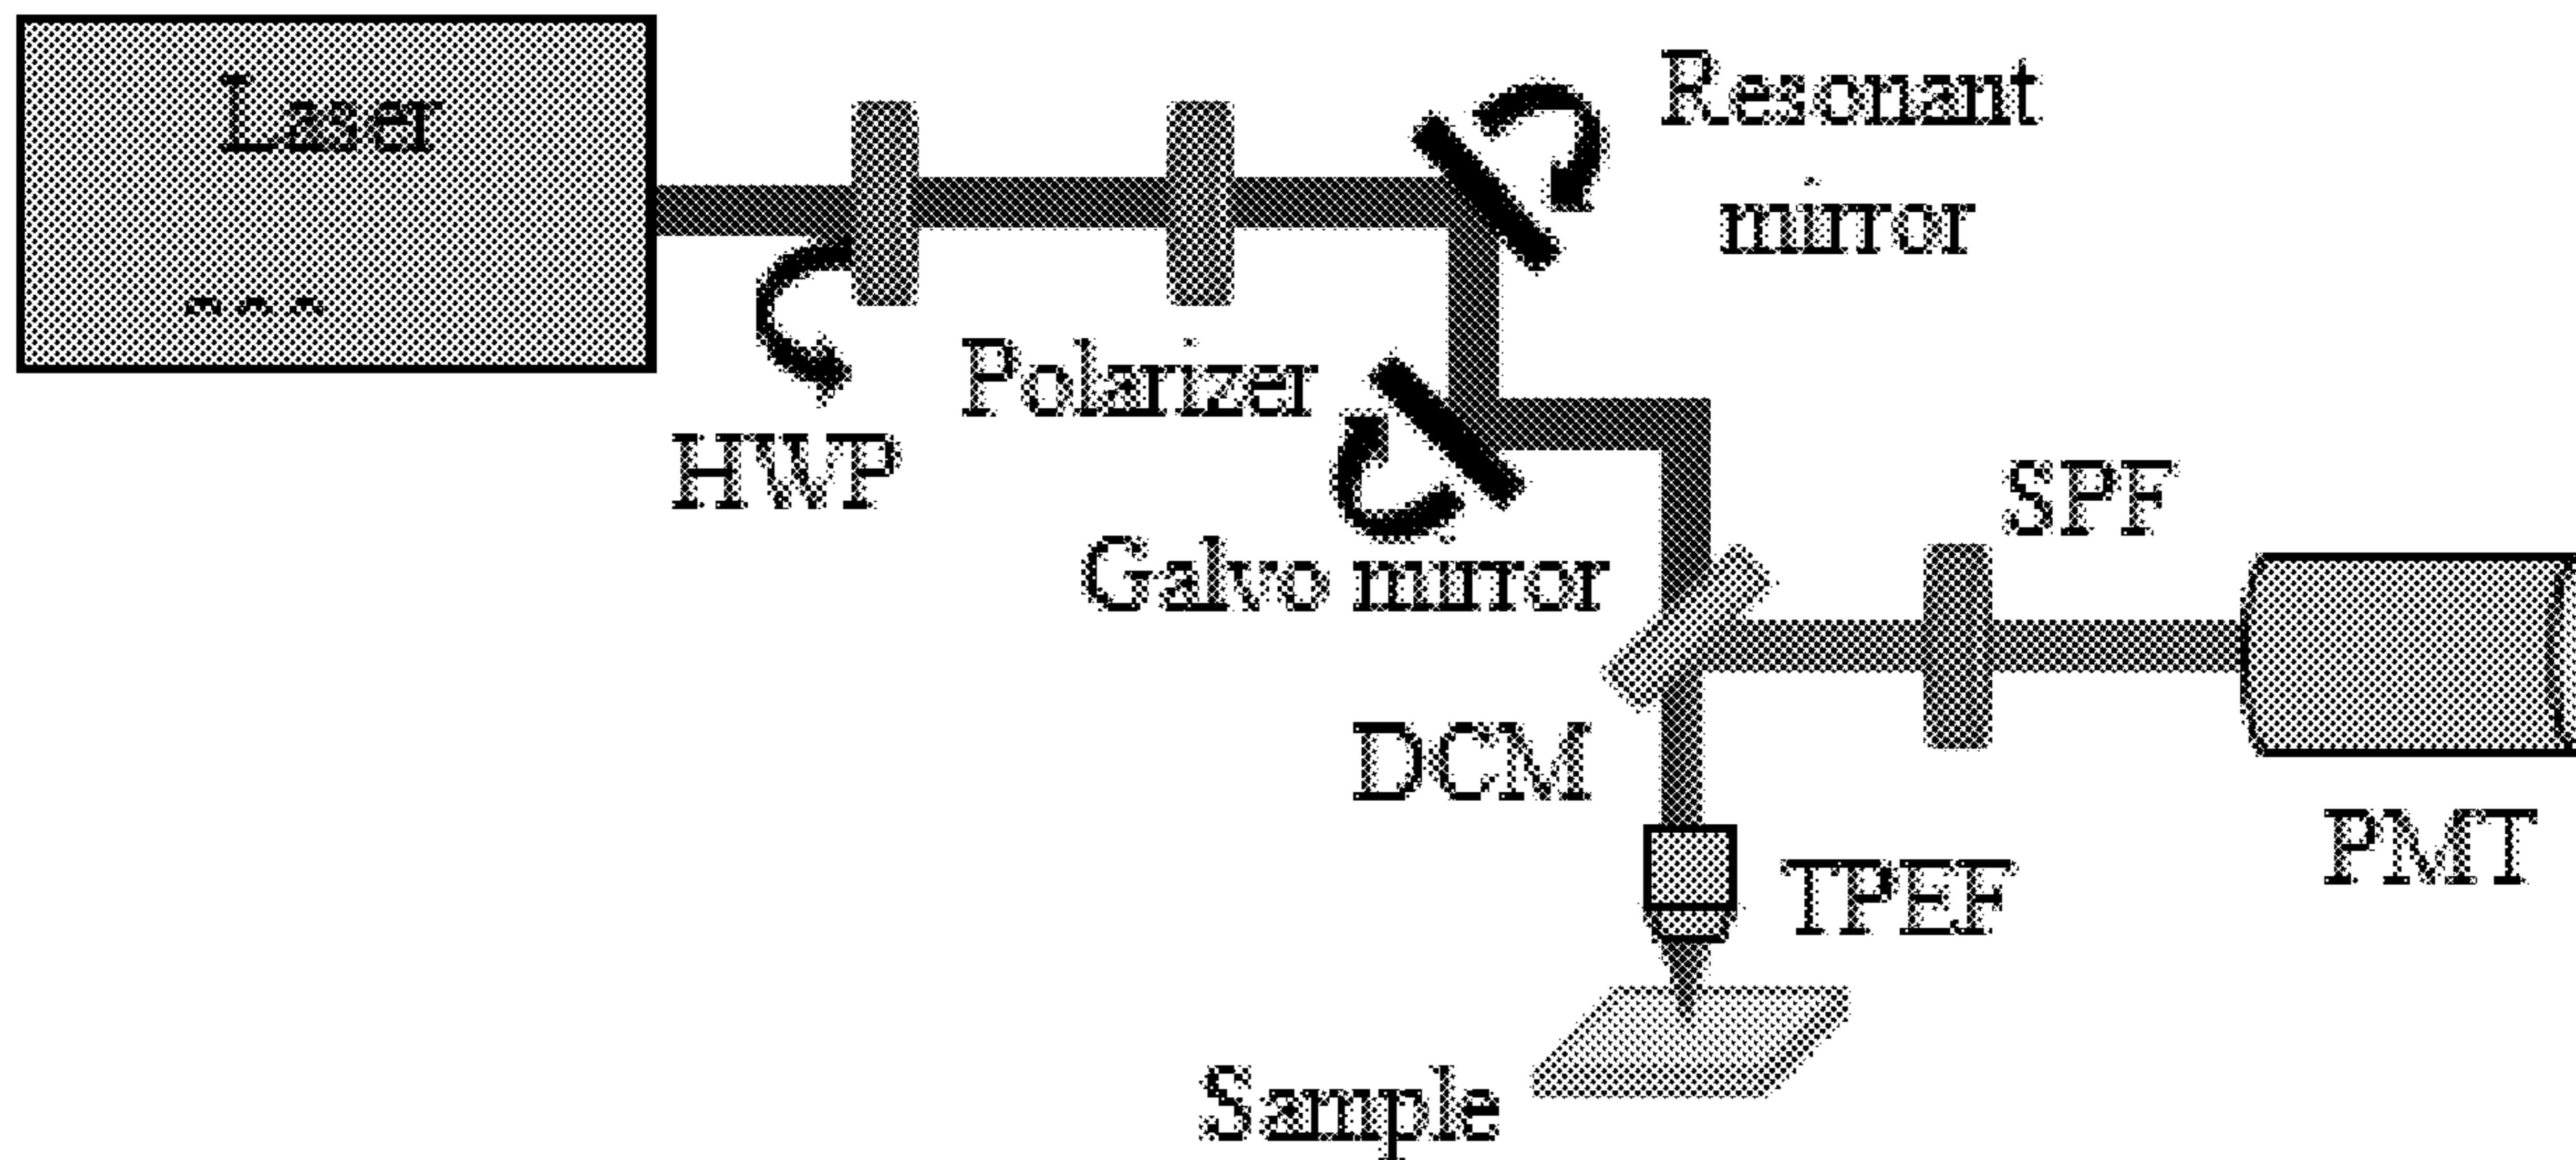 Laser
Resonant
mirror
Polarizer
HWP
SPF
Galvo mirror
DCM
PMT
TPEF
Sample